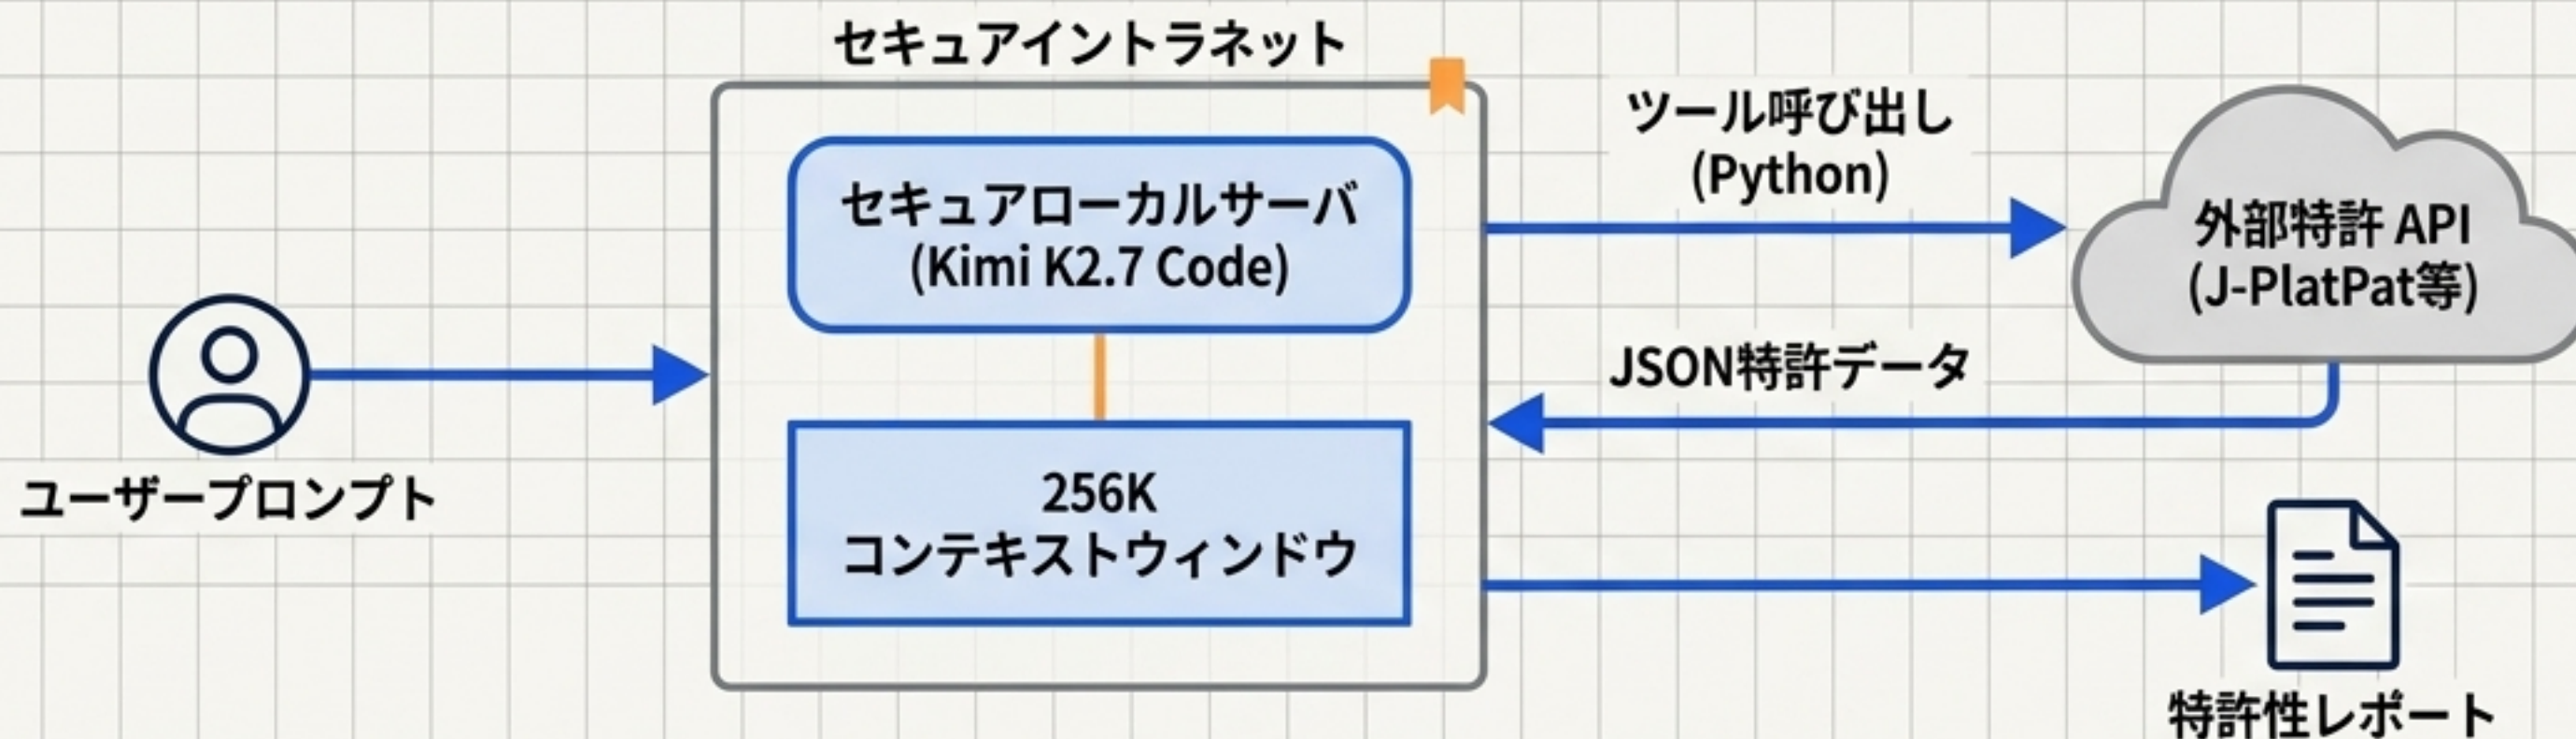 セキュアイントラネット
セキュアローカルサーバ
(Kimi K2.7 Code)
256K
コンテキストウィンドウ
ユーザープロンプト
ツール呼び出し
(Python)
外部特許 API
(J-PlatPat等)
JSON特許データ
特許性レポート